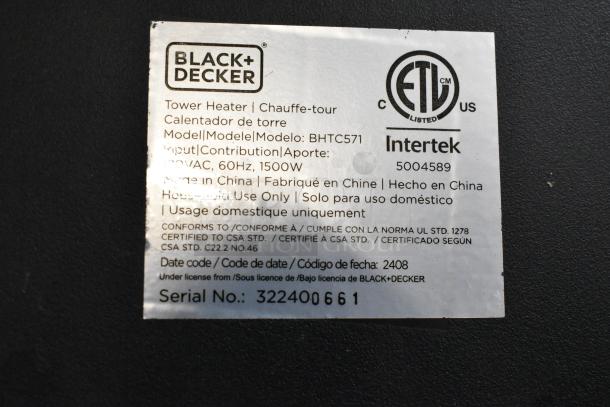 BLACK+
DECKER
Tower Heater | Chauffe-tour
Calentador de torre
Model|Modele|Modelo: BHTC571
Input|Contribution|Aporte:
60Hz, 1500W
in China | Fabriqué en Chine | Hecho en China
Household Use Only | Solo para uso doméstico
| Usage domestique uniquement
CONFORMS TO /CONFORME À / CUMPLE CON LA NORMA UL STD. 1278
CERTIFIED TO CSA STD. / CERTIFIÉ À CSA STD. / CERTIFICADO SEGÚN
CSA STD. C22.2 NO.46
Date code / Code de date / Código de fecha: 2408
Under license from /Sous licence de /Bajo licencia de BLACK+DECKER
Serial No.: 322400661
ETL CM
LISTED
C US
Intertek
5004589